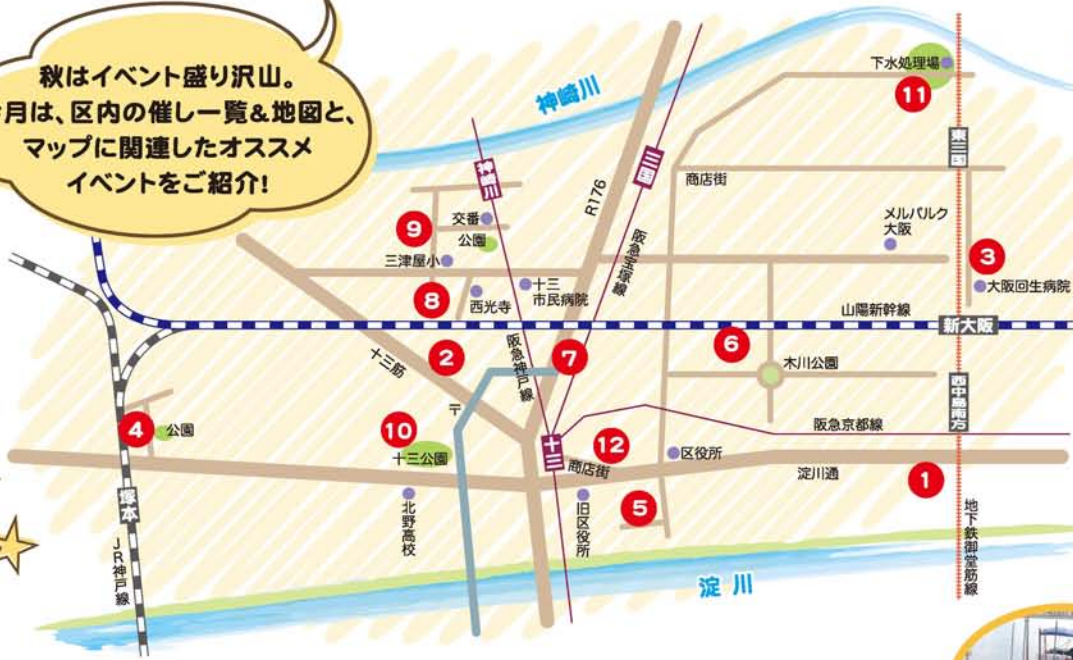 秋はイベント盛り沢山。
月は、区内の催し一覧&地図と、
マップに関連したオススメ
イベントをご紹介!
神崎川
下水処理場
11
東三国
神崎川
三国
商店街
R176
メルパルク
大阪
9
交番
公園
三津屋小
阪急宝塚線
3
大阪回生病院
8
西光寺
十三
市民病院
山陽新幹線
新大阪
2
十三筋
阪急神戸線
7
6
木川公園
西中島南方
〒
4
公園
10
十三公園
十三
12
商店街
区役所
阪急京都線
淀川通
1
塚本
北野高校
旧区役所
5
地下鉄御堂筋線
JR神戸線
淀川